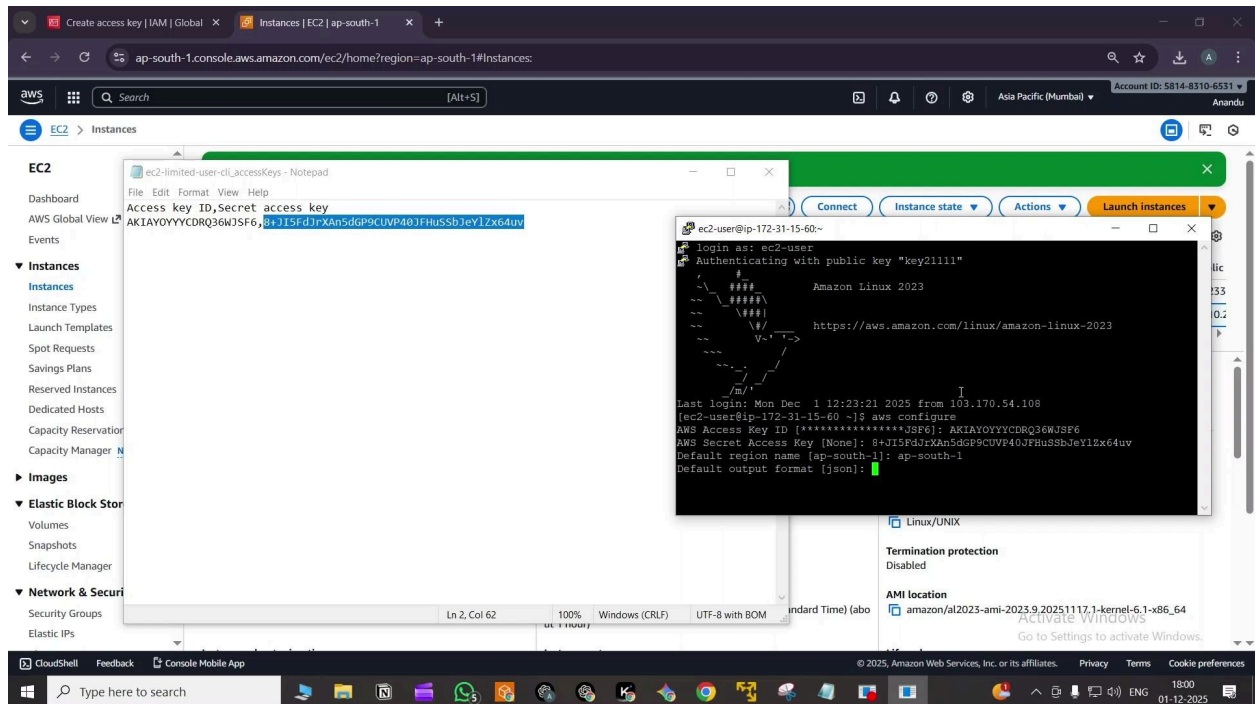 Create access key | IAM | Global
Instances | EC2 | ap-south-1
ap-south-1.console.aws.amazon.com/ec2/home?region=ap-south-1#Instances:
A
aws
Search
[Alt+S]
Asia Pacific (Mumbai)
Account ID: 5814-8310-6531
Anandu
EC2 > Instances
EC2
Dashboard
AWS Global View
Events
Instances
Instances
Instance Types
Launch Templates
Spot Requests
Savings Plans
Reserved Instances
Dedicated Hosts
Capacity Reservation
Capacity Manager N
Images
Elastic Block Stor
Volumes
Snapshots
Lifecycle Manager
Network & Securi
Security Groups
Elastic IPs
Connect
Instance state
Actions
Launch instances
lic
233
0.2
ec2-limited-user-cli_accessKeys - Notepad
File Edit Format View Help
Access key ID,Secret access key
AKIAYOYYYCDRQ36WJSF6,8+JI5FdJrXAn5dGP9CUVP40JFHuSSbJeYlZx64uv
Ln 2, Col 62
100%
Windows (CRLF)
UTF-8 with BOM
ec2-user@ip-172-31-15-60:~
login as: ec2-user
Authenticating with public key "key21111"
Amazon Linux 2023
https://aws.amazon.com/linux/amazon-linux-2023
Last login: Mon Dec 1 12:23:21 2025 from 103.170.54.108
[ec2-user@ip-172-31-15-60 ~]$ aws configure
AWS Access Key ID [****************JSF6]: AKIAYOYYYCDRQ36WJSF6
AWS Secret Access Key [None]: 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
Default region name [ap-south-1]: ap-south-1
Default output format [json]:
Linux/UNIX
Termination protection
Disabled
AMI location
amazon/al2023-ami-2023.9.20251117.1-kernel-6.1-x86_64
ndard Time) (abo
ut 1 hour)
Activate Windows
Go to Settings to activate Windows.
CloudShell
Feedback
Console Mobile App
© 2025, Amazon Web Services, Inc. or its affiliates.
Privacy
Terms
Cookie preferences
Type here to search
ENG
18:00
01-12-2025